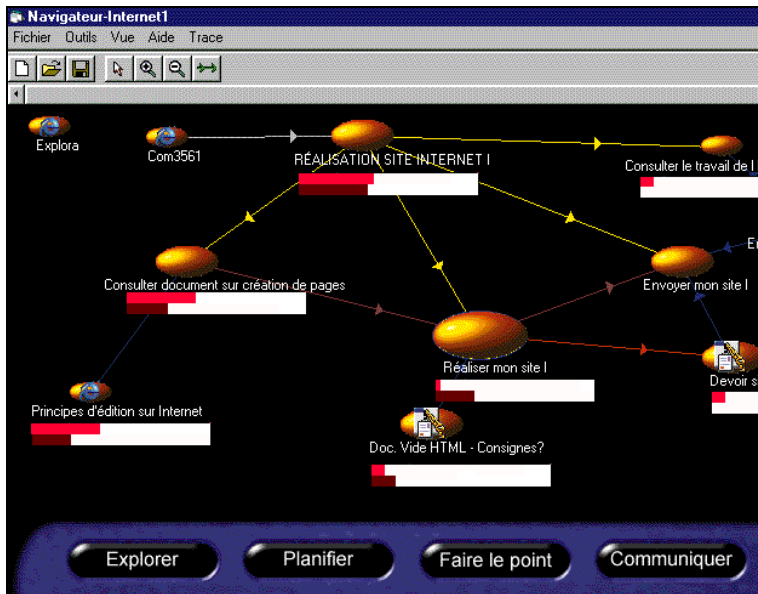 Navigateur-Internet1
Fichier Outils Vue Aide Trace
Explora
Com3561
RÉALISATION SITE INTERNET I
Consulter le travail de l
Consulter document sur création de pages
Envoyer mon site I
Réaliser mon site I
Devoir s
Principes d'édition sur Internet
Doc. Vide HTML - Consignes?
Explorer
Planifier
Faire le point
Communiquer